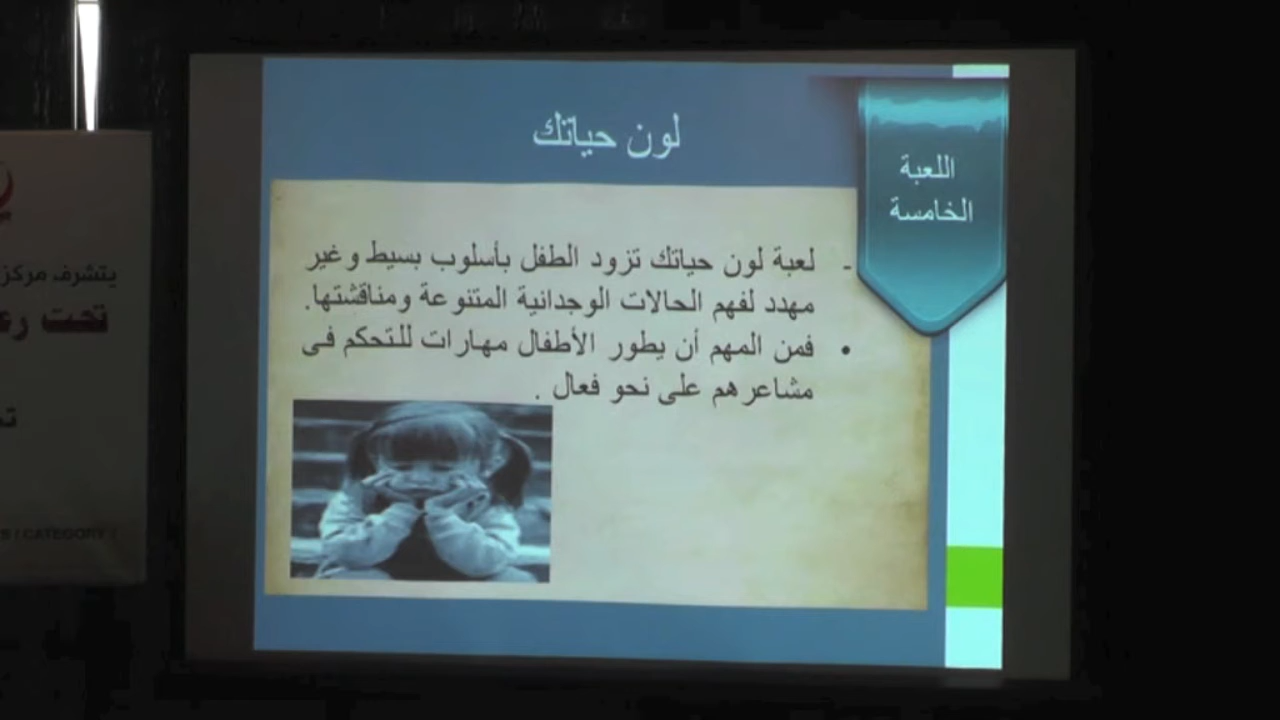 لون حياتك
اللعبة
الخامسة
- لعبة لون حياتك تزود الطفل بأسلوب بسيط وغير
مهدد لفهم الحالات الوجدانية المتنوعة ومناقشتها.
• فمن المهم أن يطور الأطفال مهارات للتحكم فى
مشاعرهم على نحو فعال .
يتشرف مركز
تحت
CATEGORY